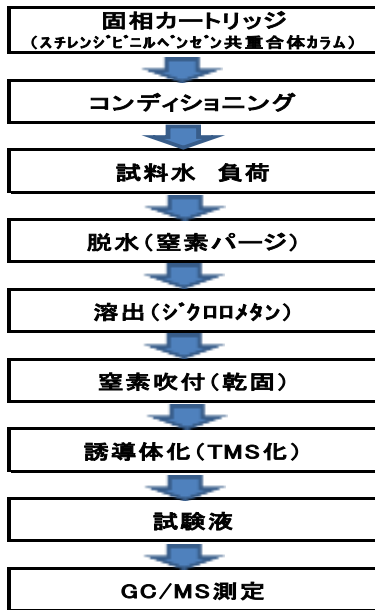 固相カートリッジ
(スチレンジビニルベンゼン共重合体カラム)
コンディショニング
試料水　負荷
脱水(窒素パージ)
溶出(ジクロロメタン)
窒素吹付(乾固)
誘導体化(TMS化)
試験液
GC/MS測定